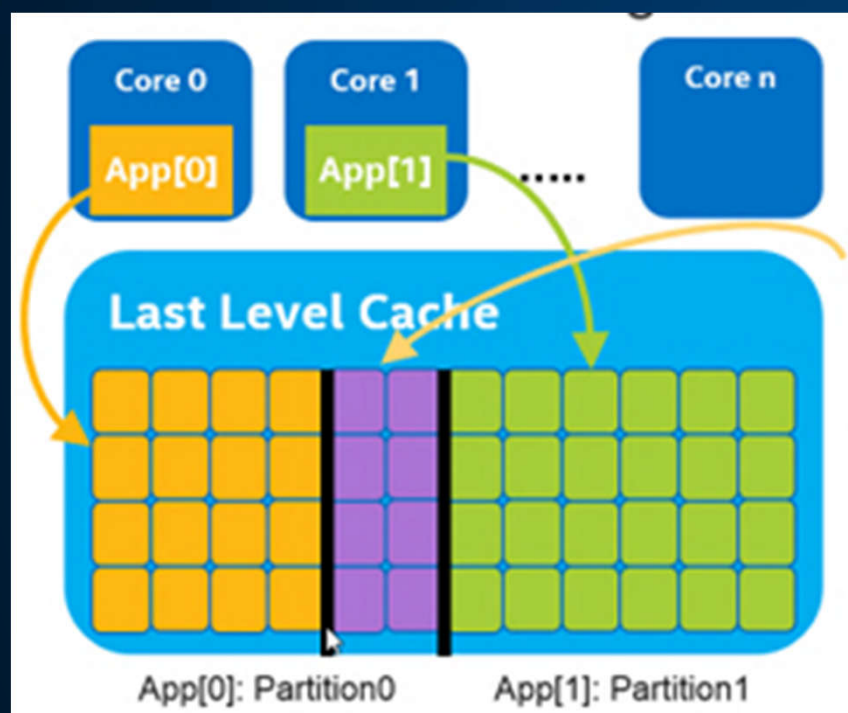 Core 0
Core 1
Core n
App[0]
App[1]
.....
Last Level Cache
App[0]: Partition0
App[1]: Partition1